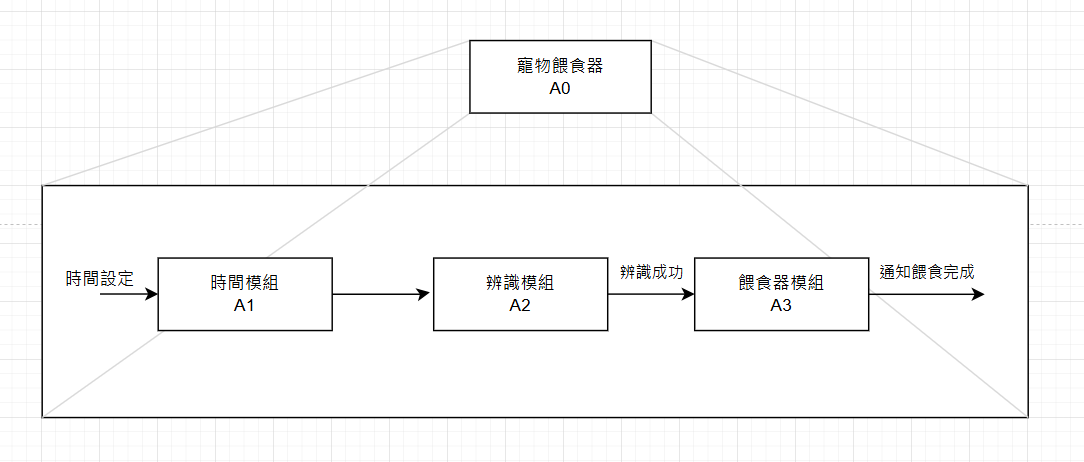 寵物餵食器
A0
時間設定
時間模組
A1
辨識模組
A2
辨識成功
餵食器模組
A3
通知餵食完成